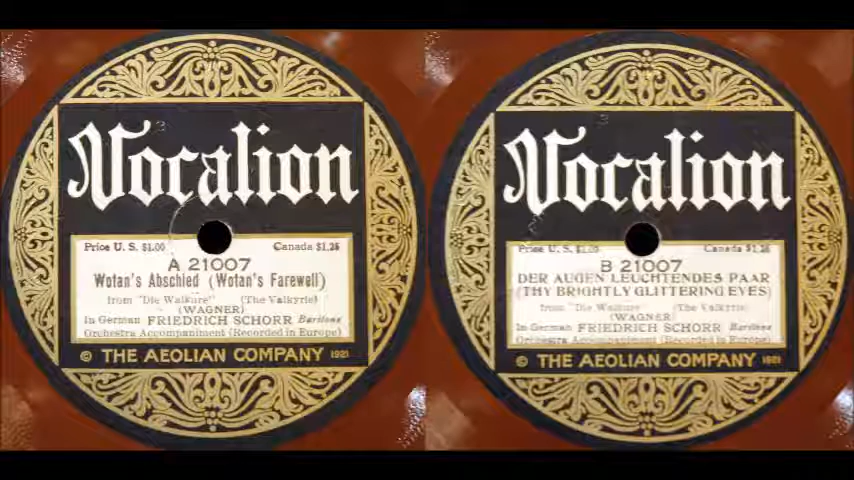 Vocalion
Price U. S. $1.00 Canada $1.25
A 21007
Wotan's Abschied (Wotan's Farewell)
from "Die Walkure" (The Valkyrie)
(WAGNER)
In German FRIEDRICH SCHORR Baritone
Orchestra Accompaniment (Recorded in Europe)
© THE AEOLIAN COMPANY 1921
Vocalion
Price U. S. $1.00 Canada $1.25
B 21007
DER AUGEN LEUCHTENDES PAAR
(THY BRIGHTLY GLITTERING EYES)
from "Die Walkure" (The Valkyrie)
(WAGNER)
In German FRIEDRICH SCHORR Baritone
Orchestra Accompaniment (Recorded in Europe)
© THE AEOLIAN COMPANY 1921